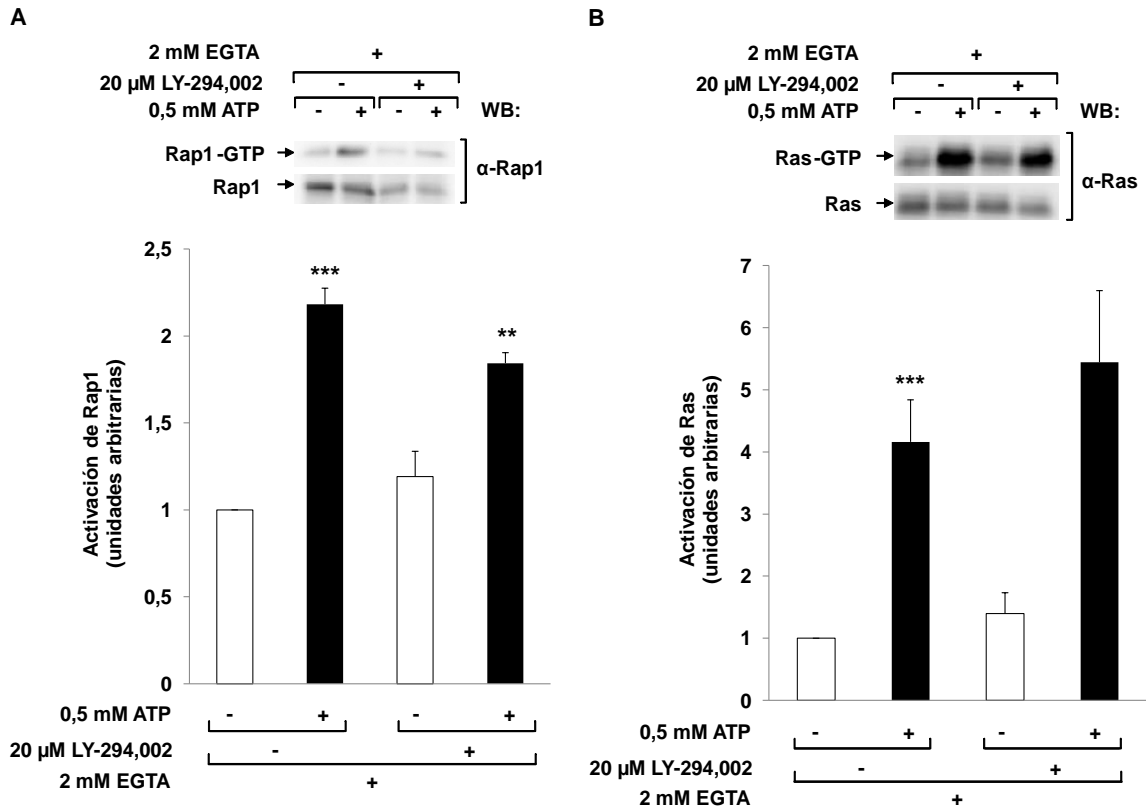 A
2 mM EGTA +
20 µM LY-294,002 - +
0,5 mM ATP - + - + WB:
Rap1 -GTP
Rap1
α-Rap1
Activación de Rap1
(unidades arbitrarias)
2,5
2
1,5
1
0,5
0
***
**
0,5 mM ATP - + - +
20 µM LY-294,002 - +
2 mM EGTA +
B
2 mM EGTA +
20 µM LY-294,002 - +
0,5 mM ATP - + - + WB:
Ras-GTP
Ras
α-Ras
Activación de Ras
(unidades arbitrarias)
7
6
5
4
3
2
1
0
***
0,5 mM ATP - + - +
20 µM LY-294,002 - +
2 mM EGTA +